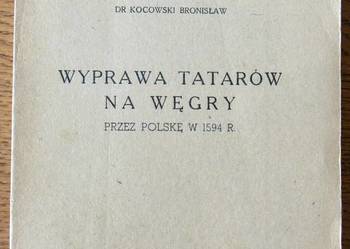 DR KOCOWSKI BRONISŁAW
WYPRAWA TATARÓW
NA WĘGRY
PRZEZ POLSKĘ W 1594 R.